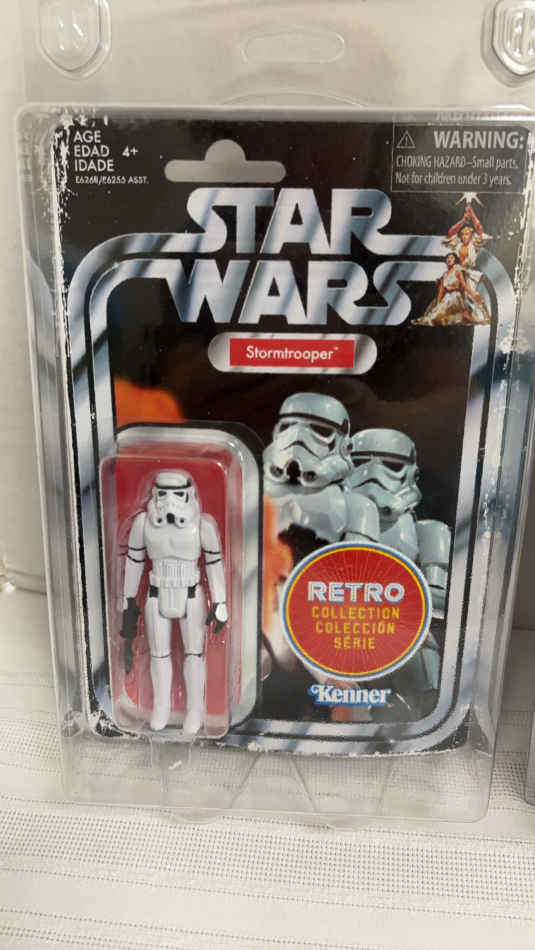 AGE
EDAD 4+
IDADE
E6268/E6255 ASST.
WARNING:
CHOKING HAZARD—Small parts.
Not for children under 3 years.
STAR
WARS
Stormtrooper™
RETRO
COLLECTION
COLECCIÓN
SÉRIE
Kenner